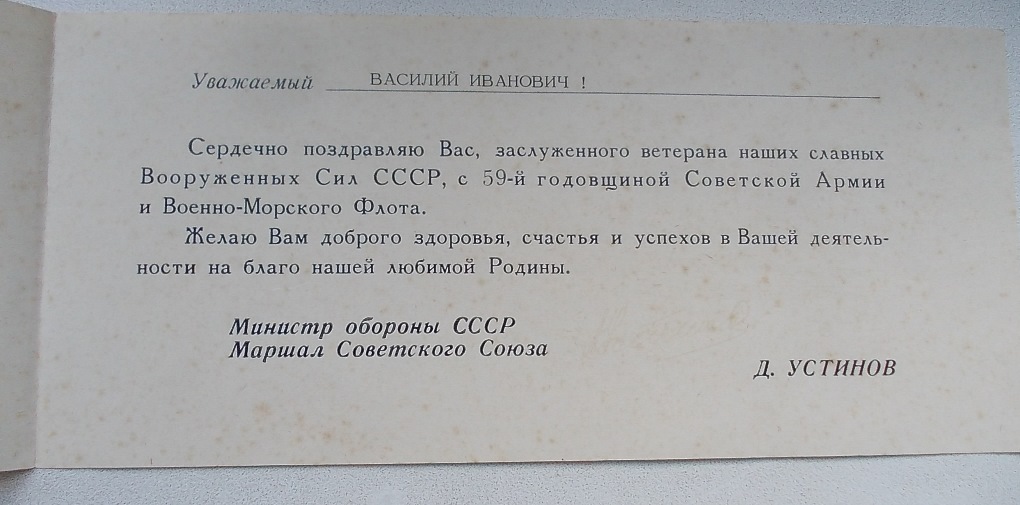 Уважаемый ВАСИЛИЙ ИВАНОВИЧ !
Сердечно поздравляю Вас, заслуженного ветерана наших славных
Вооруженных Сил СССР, с 59-й годовщиной Советской Армии
и Военно-Морского Флота.
Желаю Вам доброго здоровья, счастья и успехов в Вашей деятель-
ности на благо нашей любимой Родины.
Министр обороны СССР
Маршал Советского Союза
Д. УСТИНОВ